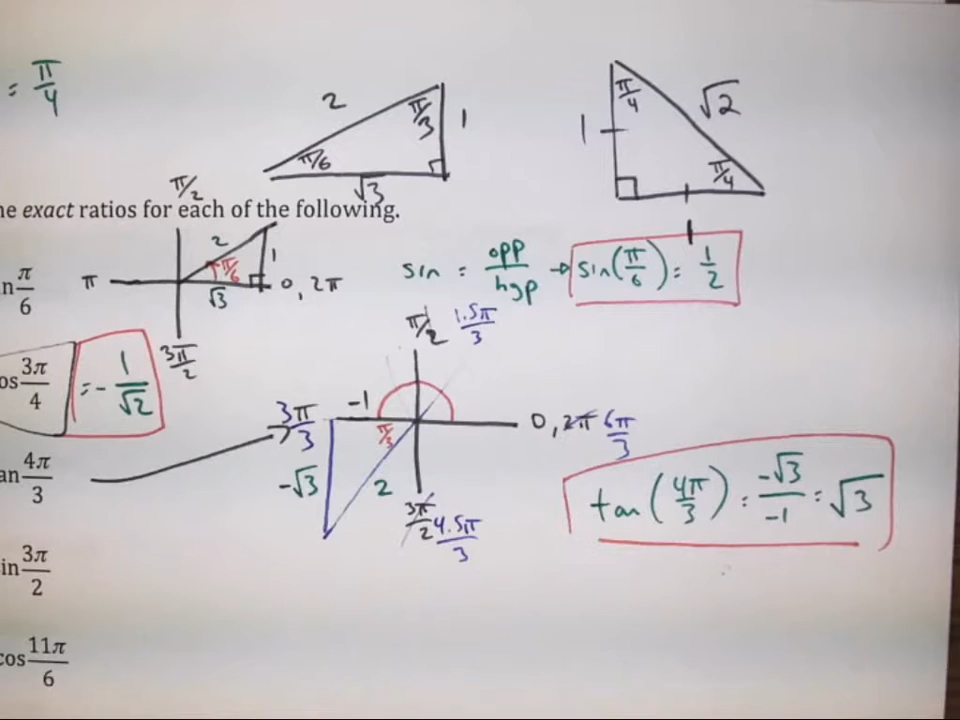 = π/4
2 π/3 1 π/6 √3
1 π/4 √2 π/4 1
ne exact ratios for each of the following.
n π/6
π/2 π 2 1 π/6 √3 0, 2π 3π/2
sin = opp/hyp → sin(π/6) = 1/2
os 3π/4 = - 1/√2
an 4π/3
π/2 1.5π/3 3π/3 -1 π/3 -√3 2 0, 2π 6π/3 3π/2 4.5π/3
tan (4π/3) = -√3/-1 = √3
in 3π/2
cos 11π/6